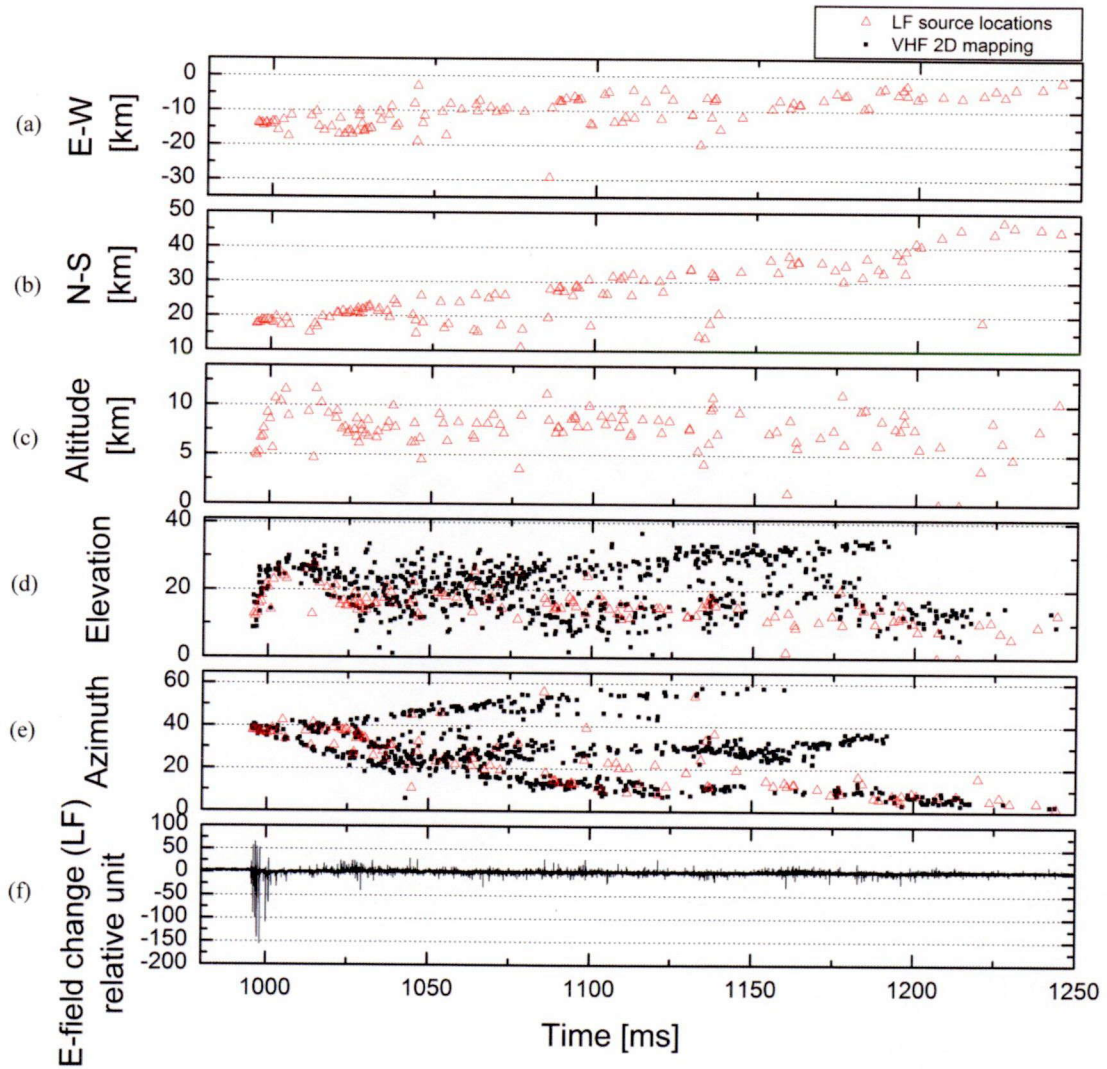 LF source locations
VHF 2D mapping
(a)
E-W
[km]
0
-10
-20
-30
(b)
N-S
[km]
50
40
30
20
10
(c)
Altitude
[km]
10
5
0
(d)
Elevation
40
20
0
(e)
Azimuth
60
40
20
0
(f)
E-field change (LF)
relative unit
100
50
0
-50
-100
-150
-200
1000
1050
1100
1150
1200
1250
Time [ms]